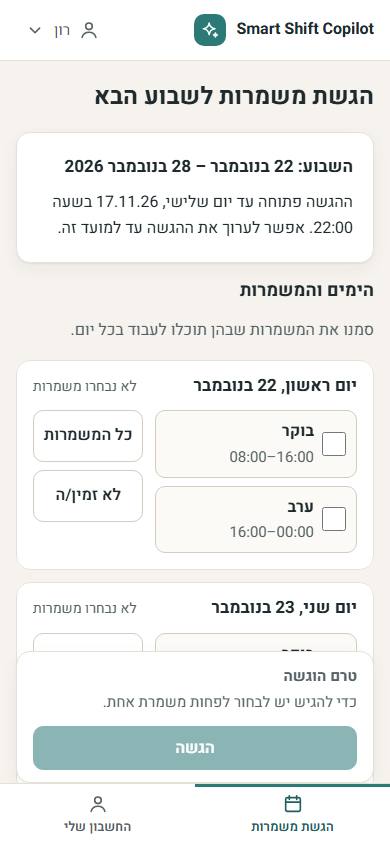 Smart Shift Copilot
רון
הגשת משמרות לשבוע הבא
השבוע: 22 בנובמבר – 28 בנובמבר 2026
ההגשה פתוחה עד יום שלישי, 17.11.26 בשעה
22:00. אפשר לערוך את ההגשה עד למועד זה.
הימים והמשמרות
סמנו את המשמרות שבהן תוכלו לעבוד בכל יום.
יום ראשון, 22 בנובמבר
לא נבחרו משמרות
בוקר
08:00–16:00
כל המשמרות
ערב
16:00–00:00
לא זמין/ה
יום שני, 23 בנובמבר
לא נבחרו משמרות
טרם הוגשה
כדי להגיש יש לבחור לפחות משמרת אחת.
הגשה
הגשת משמרות
החשבון שלי